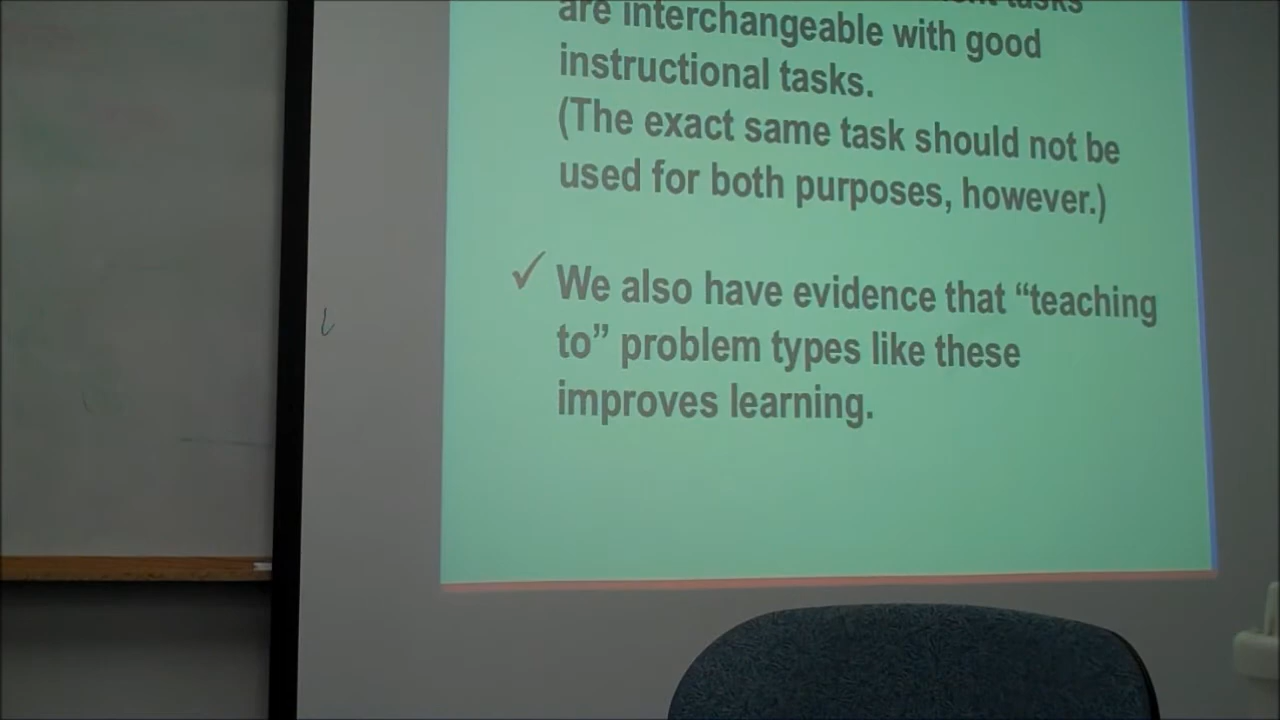 tasks
are interchangeable with good
instructional tasks.
(The exact same task should not be
used for both purposes, however.)
✓ We also have evidence that “teaching
to” problem types like these
improves learning.